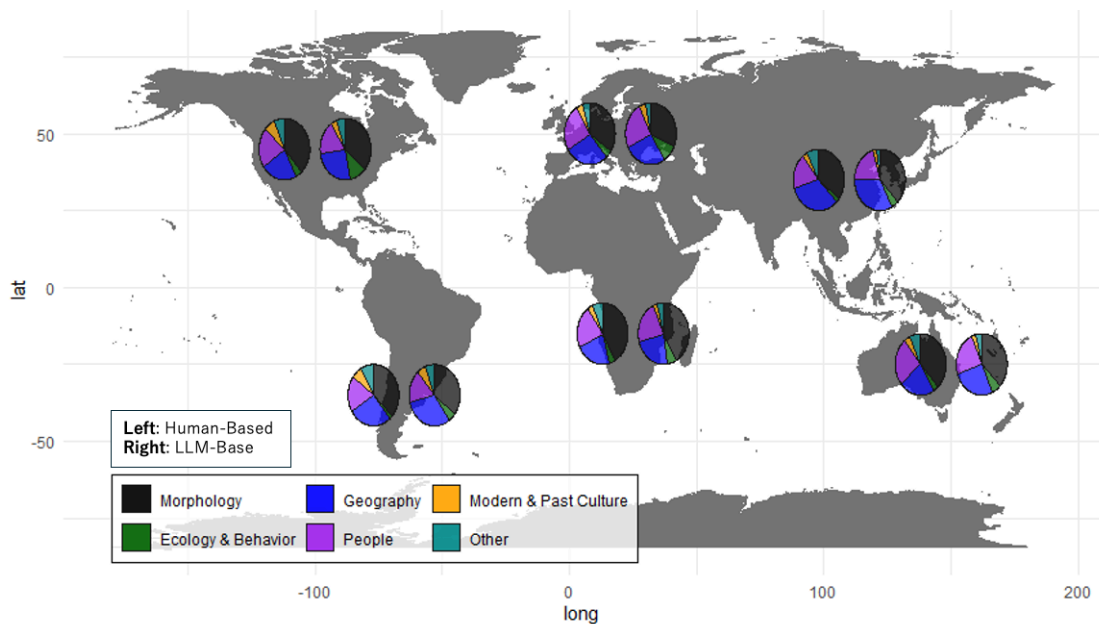 50
0
-50
lat
Left: Human-Based
Right: LLM-Base
Morphology
Geography
Modern & Past Culture
Ecology & Behavior
People
Other
-100
0
100
200
long